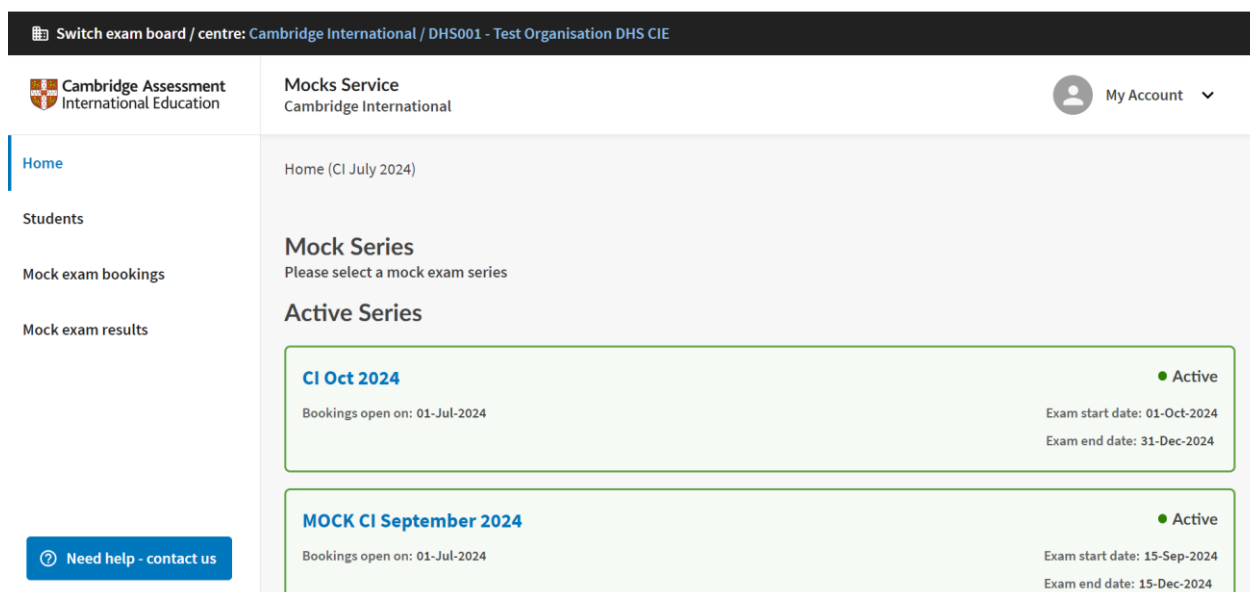 Switch exam board / centre: Cambridge International / DHS001 - Test Organisation DHS CIE
Cambridge Assessment
International Education
Mocks Service
Cambridge International
My Account
Home
Students
Mock exam bookings
Mock exam results
Need help - contact us
Home (CI July 2024)
Mock Series
Please select a mock exam series
Active Series
CI Oct 2024
Active
Bookings open on: 01-Jul-2024
Exam start date: 01-Oct-2024
Exam end date: 31-Dec-2024
MOCK CI September 2024
Active
Bookings open on: 01-Jul-2024
Exam start date: 15-Sep-2024
Exam end date: 15-Dec-2024